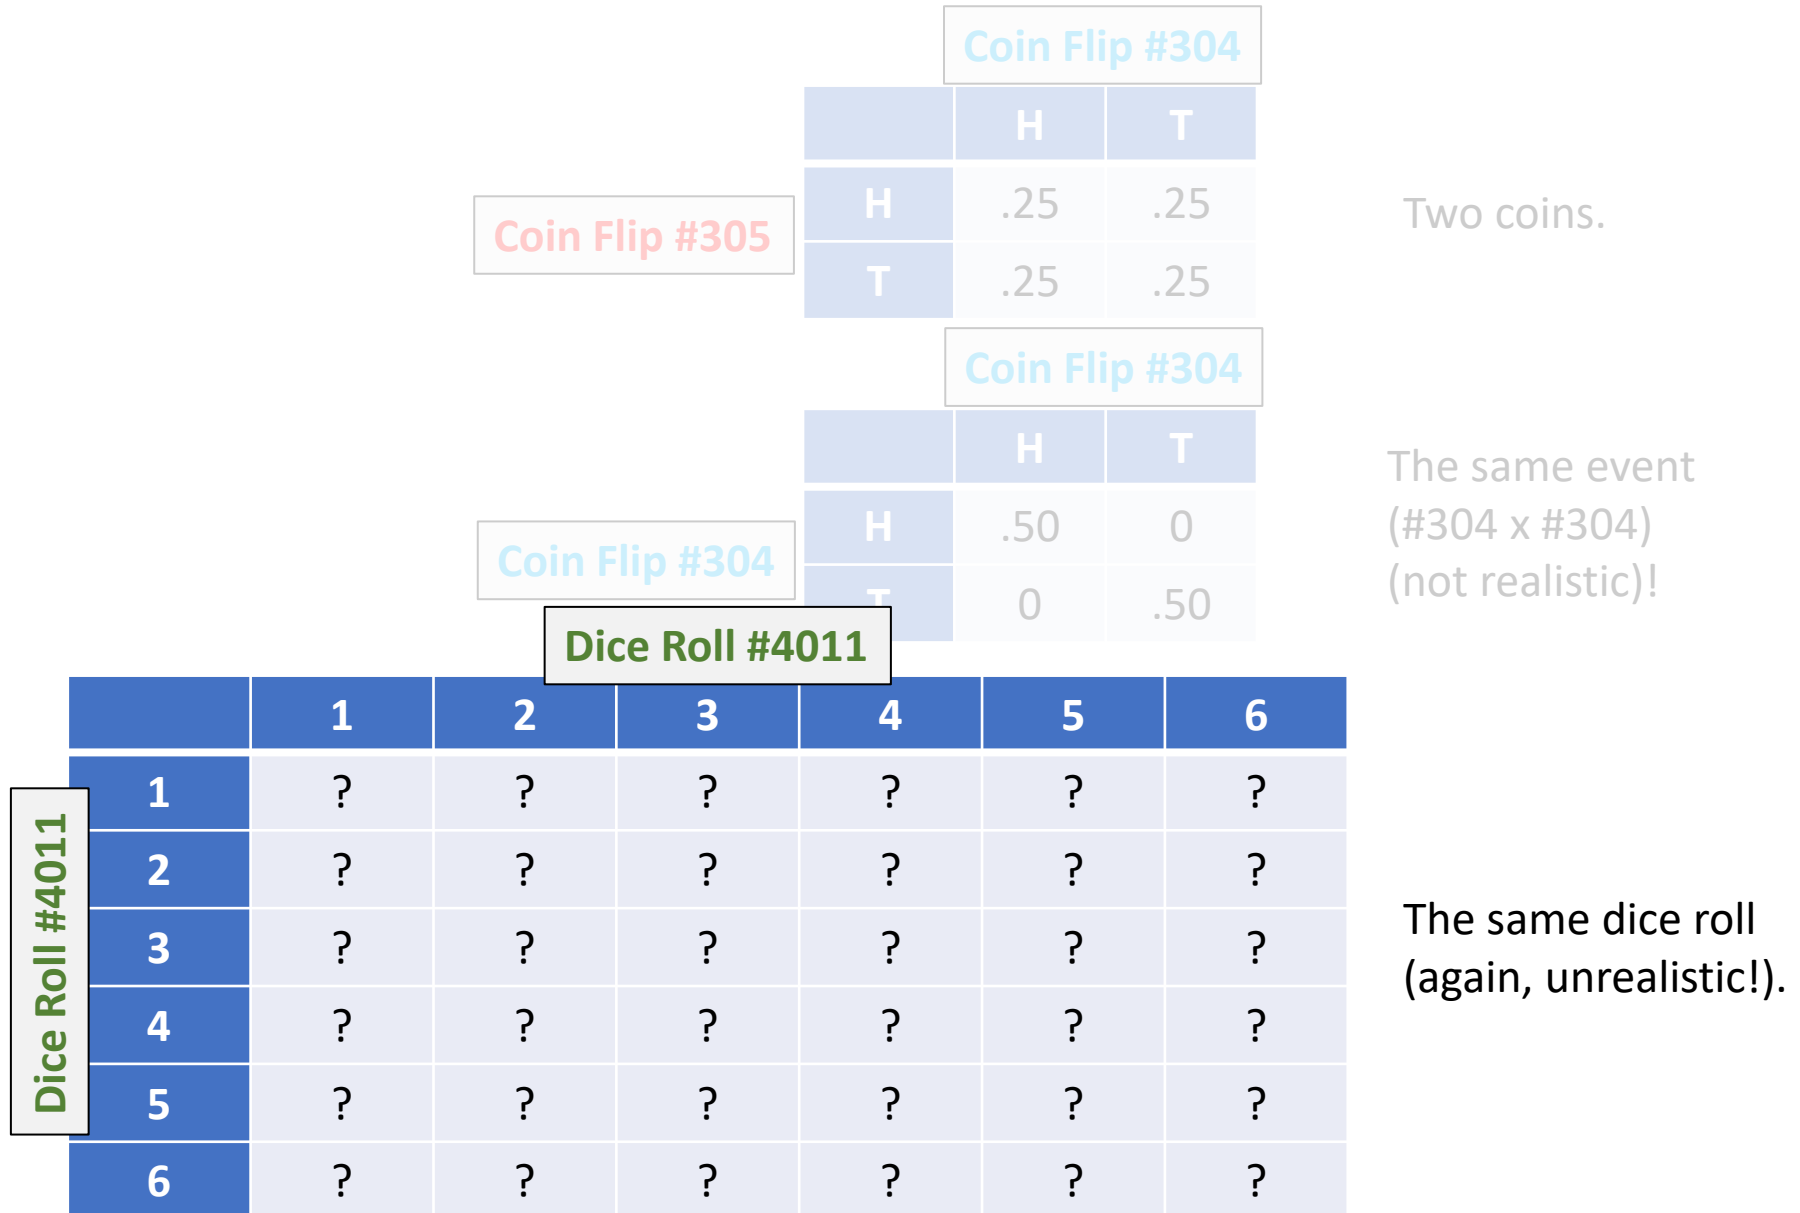 Coin Flip #304
H T
Coin Flip #305
H .25 .25
T .25 .25
Two coins.
Coin Flip #304
H T
Coin Flip #304
H .50 0
T 0 .50
The same event
(#304 x #304)
(not realistic)!
Dice Roll #4011
1 2 3 4 5 6
Dice Roll #4011
1 ? ? ? ? ? ?
2 ? ? ? ? ? ?
3 ? ? ? ? ? ?
4 ? ? ? ? ? ?
5 ? ? ? ? ? ?
6 ? ? ? ? ? ?
The same dice roll
(again, unrealistic!).